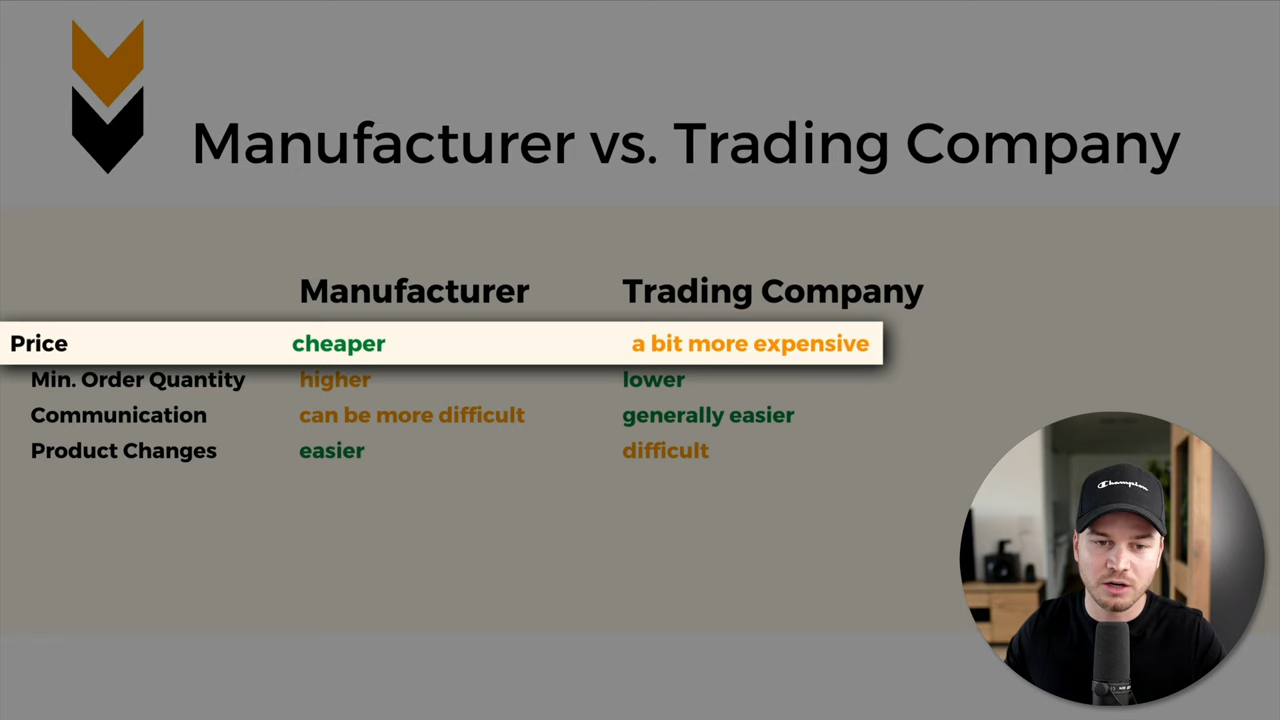 Manufacturer vs. Trading Company
Manufacturer Trading Company
Price cheaper a bit more expensive
Min. Order Quantity higher lower
Communication can be more difficult generally easier
Product Changes easier difficult
Champion